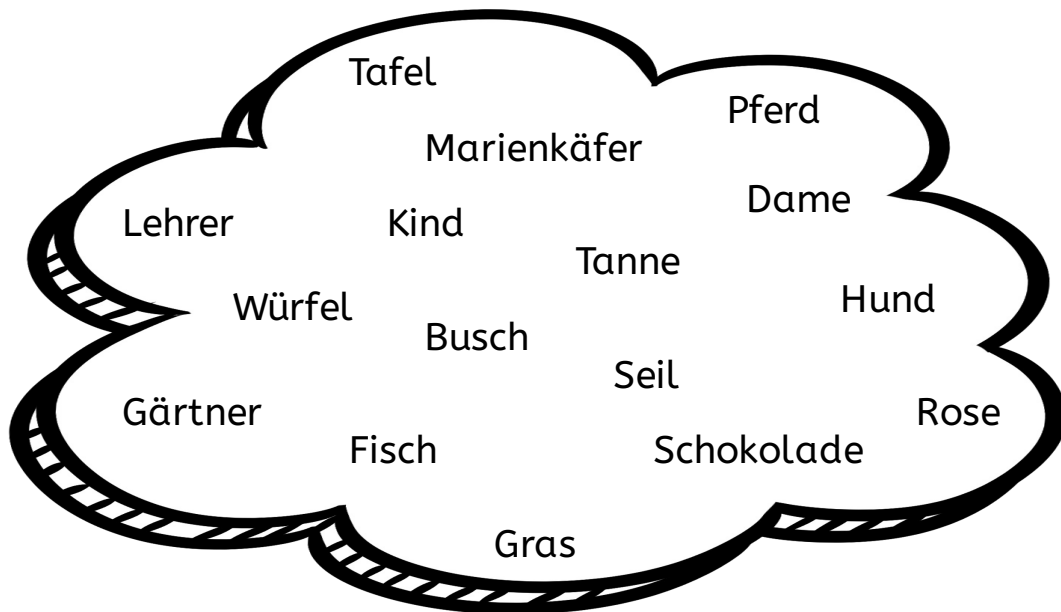 Tafel
Pferd
Marienkäfer
Dame
Lehrer
Kind
Tanne
Hund
Würfel
Busch
Seil
Gärtner
Rose
Fisch
Schokolade
Gras